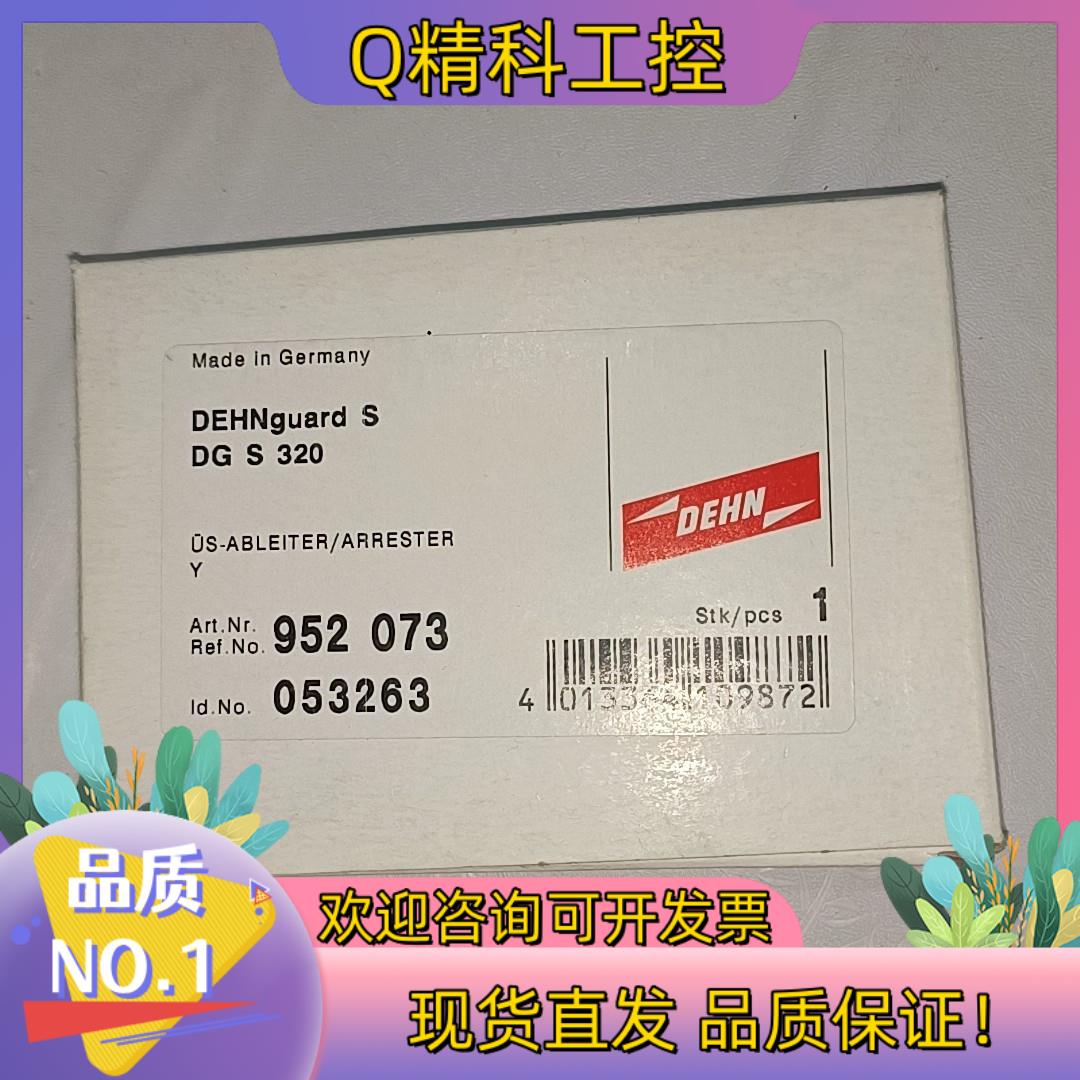 Q精科工控
Made in Germany
DEHNguard S
DG S 320
DEHN
ÜS-ABLEITER/ARRESTER
Y
Stk/pcs 1
Art.Nr.
Ref.No. 952 073
Id.No. 053263
品质
NO.1
欢迎咨询可开发票
现货直发 品质保证!